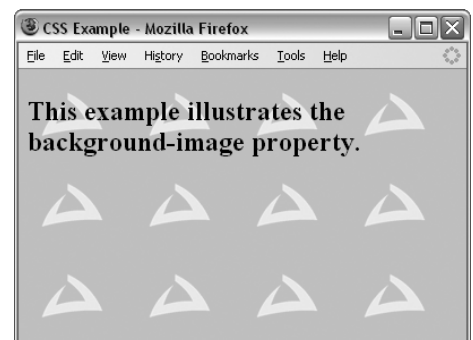 CSS Example - Mozilla Firefox
File Edit View History Bookmarks Tools Help
This example illustrates the
background-image property.